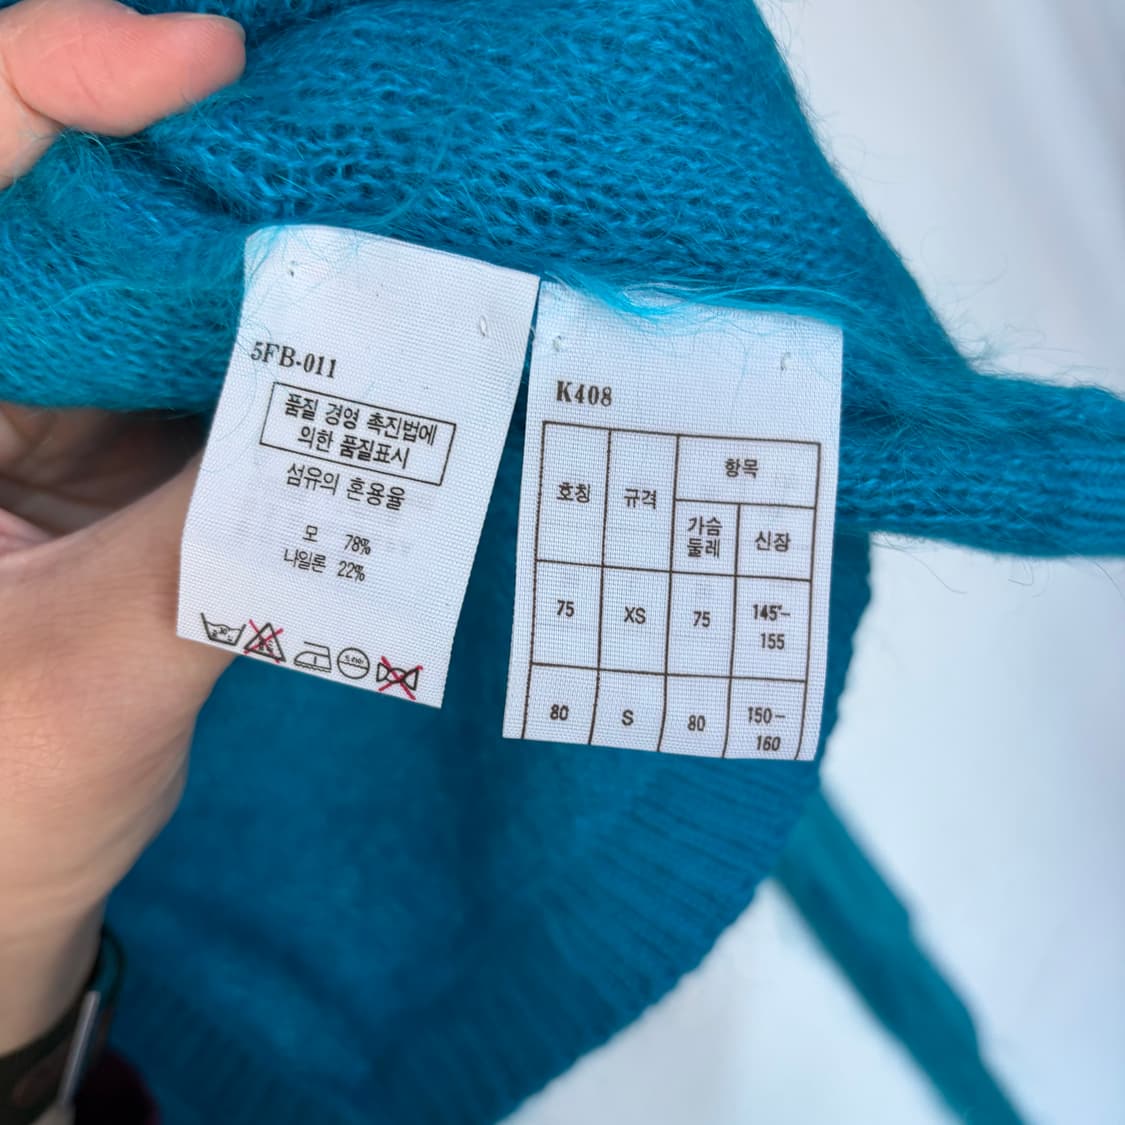 5FB-011
품질 경영 촉진법에
의한 품질표시
섬유의 혼용율
모 78%
나일론 22%
K408
호칭 규격 항목
가슴둘레 신장
75 XS 75 145-155
80 S 80 150-160